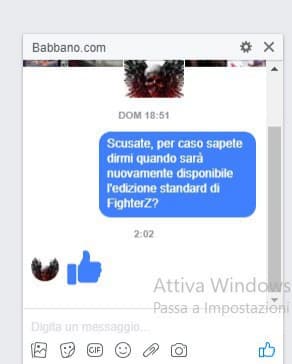 Babbano.com
DOM 18:51
Scusate, per caso sapete
dirmi quando sarà
nuovamente disponibile
l'edizione standard di
FighterZ?
2:02
Attiva Windows
Passa a Impostazioni
Digita un messaggio...
GIF